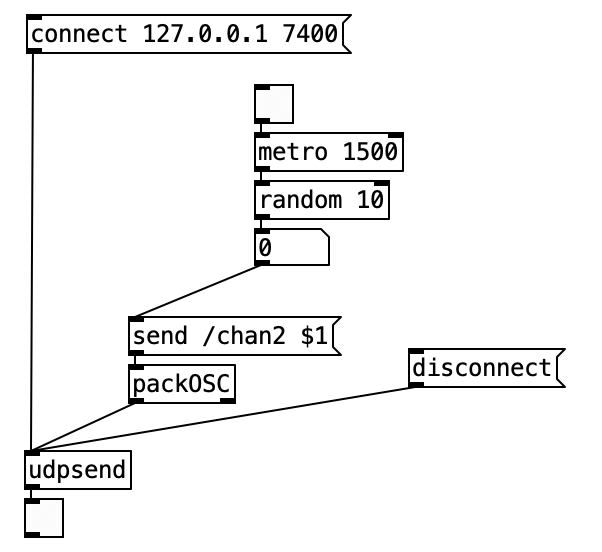 connect 127.0.0.1 7400
metro 1500
random 10
0
send /chan2 $1
packOSC
disconnect
udpsend